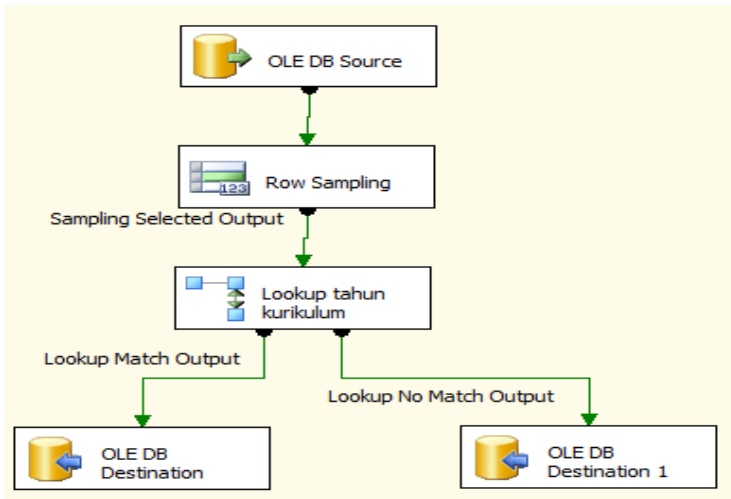 OLE DB Source
123
Row Sampling
Sampling Selected Output
Lookup tahun
kurikulum
Lookup Match Output
Lookup No Match Output
OLE DB
Destination
OLE DB
Destination 1